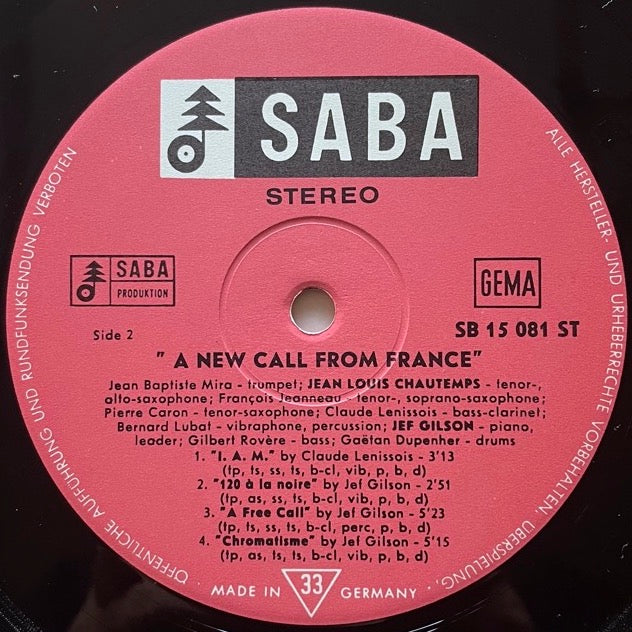 SABA
STEREO
SABA
PRODUKTION
GEMA
Side 2
SB 15 081 ST
" A NEW CALL FROM FRANCE"
Jean Baptiste Mira - trumpet; JEAN LOUIS CHAUTEMPS - tenor-,
alto-saxophone; François Jeanneau - tenor-, soprano-saxophone;
Pierre Caron - tenor-saxophone; Claude Lenissois - bass-clarinet;
Bernard Lubat - vibraphone, percussion; JEF GILSON - piano,
leader; Gilbert Rovère - bass; Gaëtan Dupenher - drums
1. "I. A. M." by Claude Lenissois - 3'13
(tp, ts, ss, ts, b-cl, vib, p, b, d)
2. "120 à la noire" by Jef Gilson - 2'51
(tp, as, ss, ts, b-cl, vib, p, b, d)
3. "A Free Call" by Jef Gilson - 5'23
(tp, ts, ss, ts, b-cl, perc, p, b, d)
4. "Chromatisme" by Jef Gilson - 5'15
(tp, as, ts, ts, b-cl, vib, p, b, d)
MADE IN 33 GERMANY
ALLE HERSTELLER- UND URHEBERRECHTE VORBEHALTEN, ÜBERSPIELUNG,
ÖFFENTLICHE AUFFÜHRUNG UND RUNDFUNKSENDUNG VERBOTEN